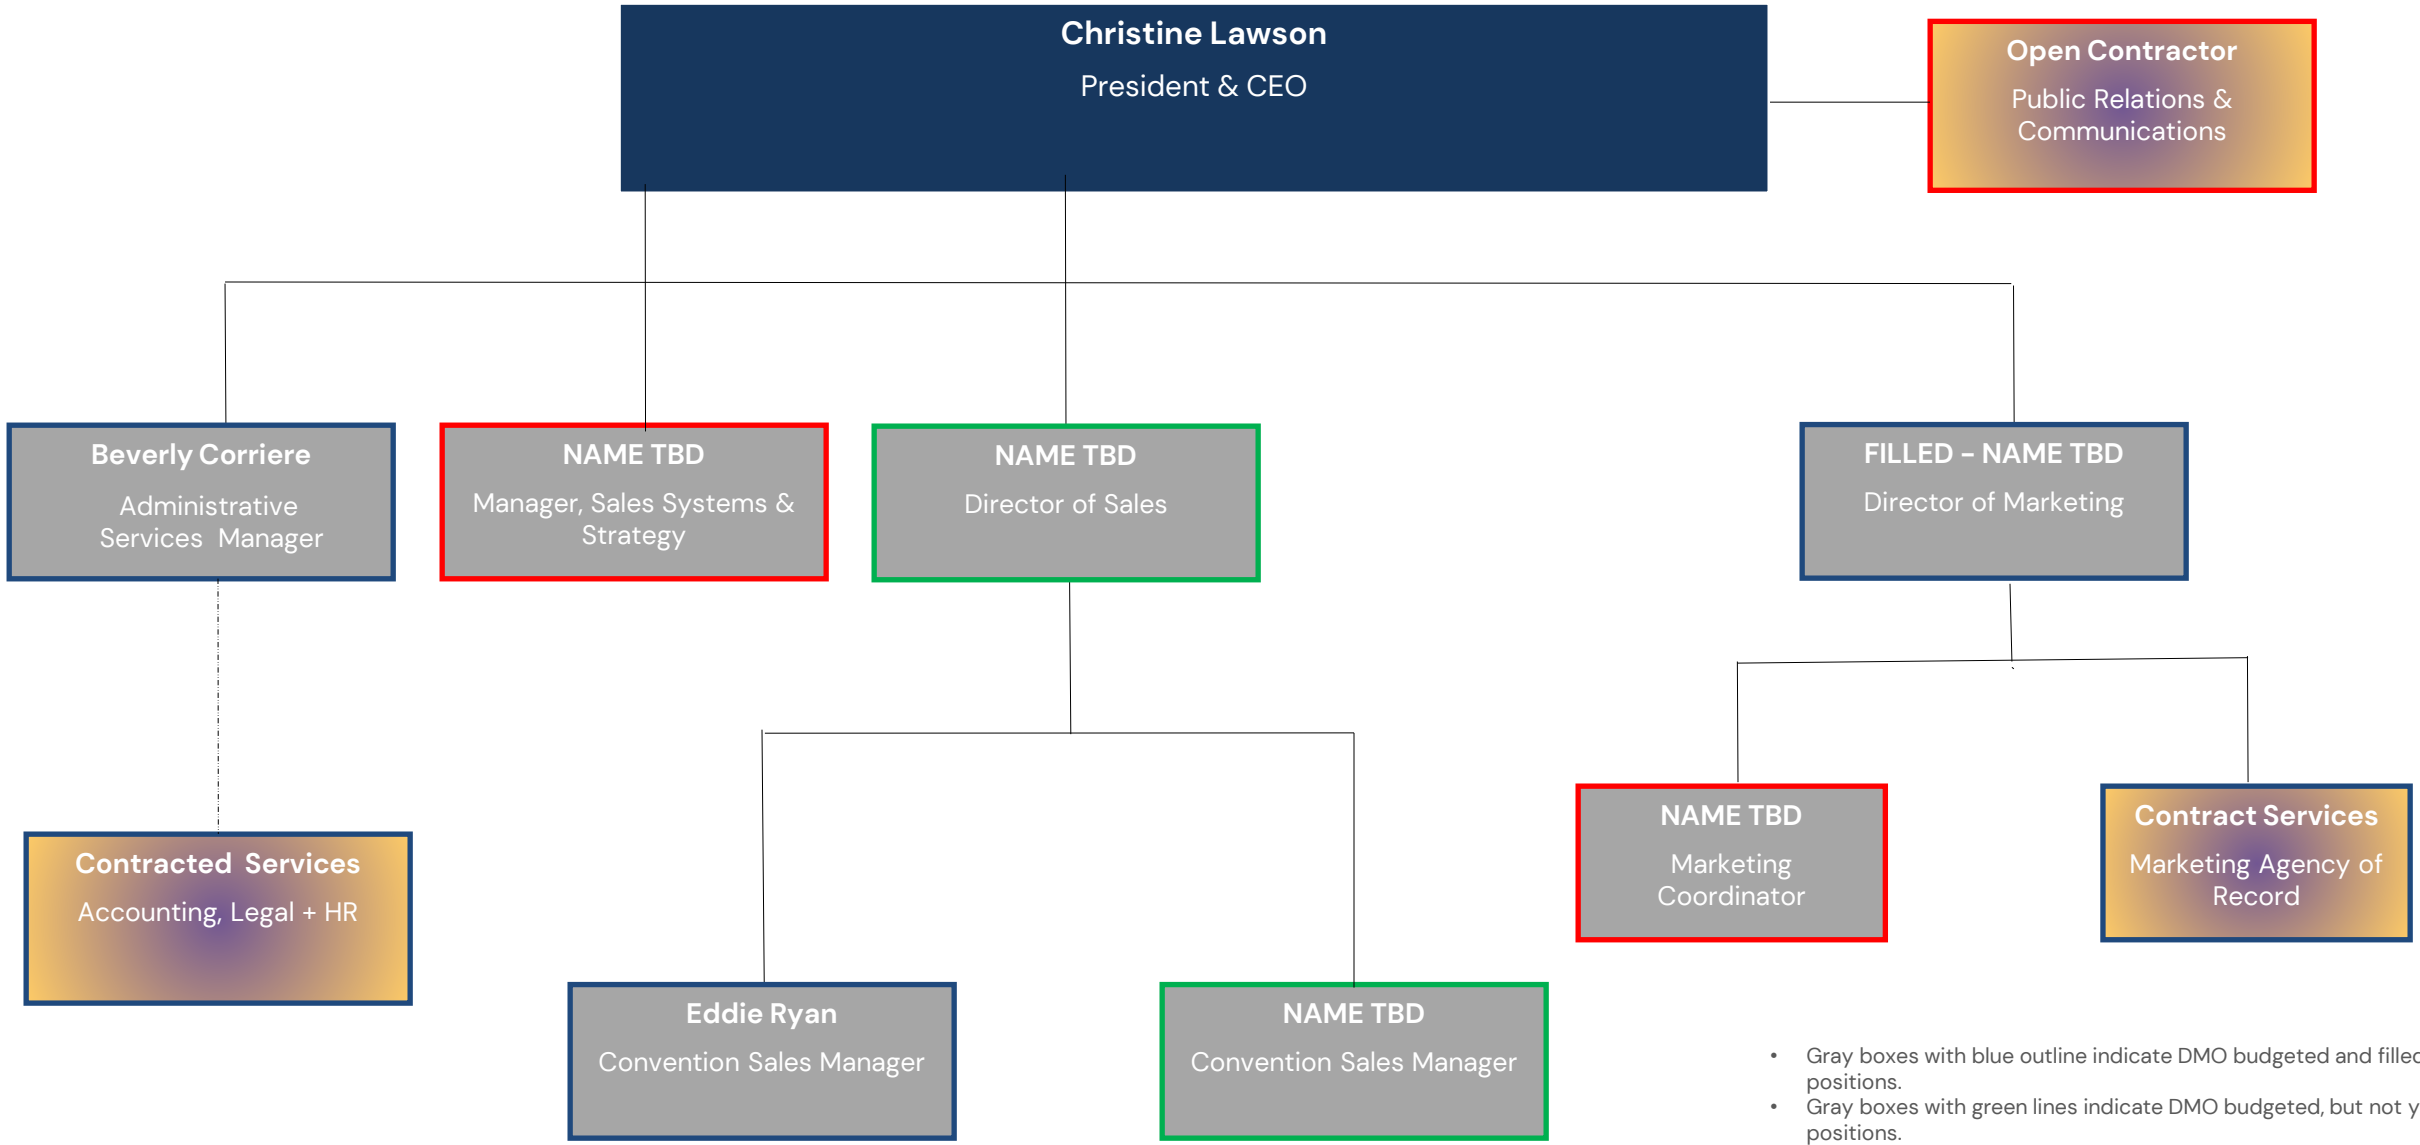 Christine Lawson
President & CEO
Open Contractor
Public Relations &
Communications
Beverly Corriere
Administrative
Services Manager
NAME TBD
Manager, Sales Systems &
Strategy
NAME TBD
Director of Sales
FILLED – NAME TBD
Director of Marketing
Contracted Services
Accounting, Legal + HR
Eddie Ryan
Convention Sales Manager
NAME TBD
Convention Sales Manager
NAME TBD
Marketing
Coordinator
Contract Services
Marketing Agency of
Record
• Gray boxes with blue outline indicate DMO budgeted and
positions.
• Gray boxes with green lines indicate DMO budgeted, but not
positions.